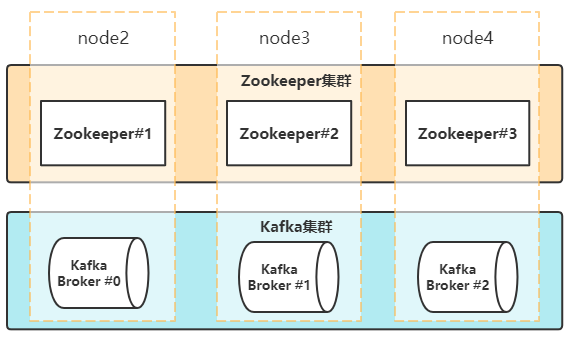 node2
node3
node4
Zookeeper集群
Zookeeper#1
Zookeeper#2
Zookeeper#3
Kafka集群
Kafka
Broker #0
Kafka
Broker #1
Kafka
Broker #2